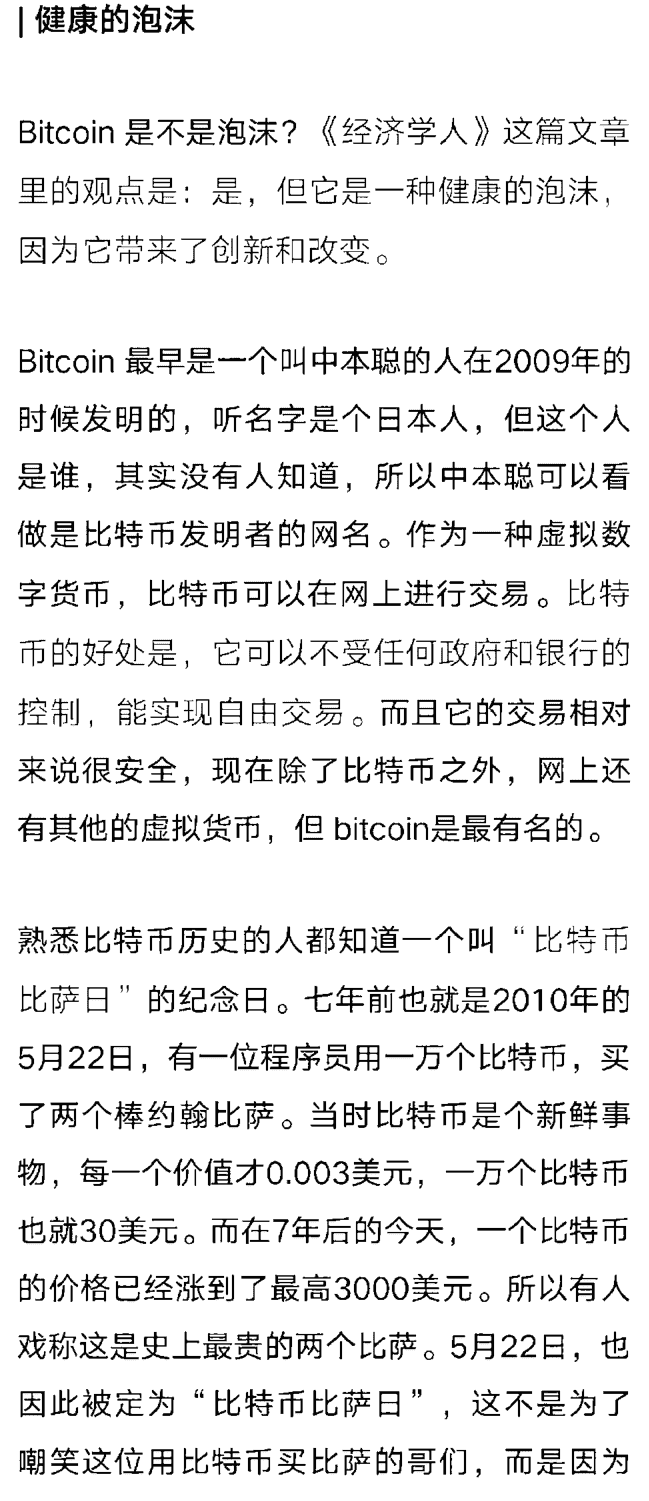 | 健康的泡沫
Bitcoin 是不是泡沫？《经济学人》这篇文章
里的观点是：是，但它是一种健康的泡沫，
因为它带来了创新和改变。
Bitcoin 最早是一个叫中本聪的人在2009年的
时候发明的，听名字是个日本人，但这个人
是谁，其实没有人知道，所以中本聪可以看
做是比特币发明者的网名。作为一种虚拟数
字货币，比特币可以在网上进行交易。比特
币的好处是，它可以不受任何政府和银行的
控制，能实现自由交易。而且它的交易相对
来说很安全，现在除了比特币之外，网上还
有其他的虚拟货币，但 bitcoin是最有名的。
熟悉比特币历史的人都知道一个叫“比特币
比萨日”的纪念日。七年前也就是2010年的
5月22日，有一位程序员用一万个比特币，买
了两个棒约翰比萨。当时比特币是个新鲜事
物，每一个价值才0.003美元，一万个比特币
也就30美元。而在7年后的今天，一个比特币
的价格已经涨到了最高3000美元。所以有人
戏称这是史上最贵的两个比萨。5月22日，也
因此被定为“比特币比萨日”，这不是为了
嘲笑这位用比特币买比萨的哥们，而是因为